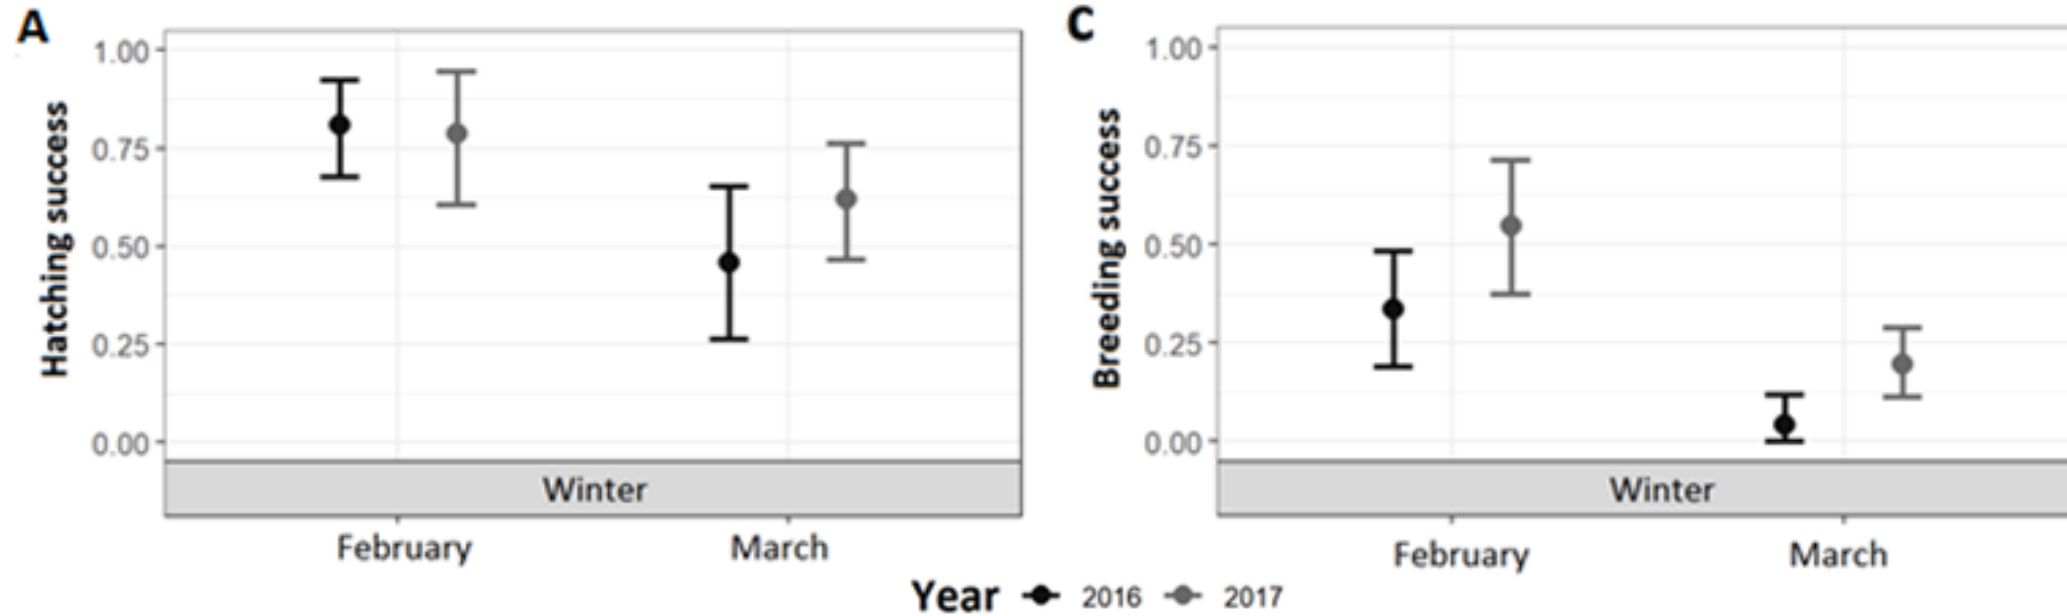 A
Hatching success
1.00
0.75
0.50
0.25
0.00
Winter
February March
C
Breeding success
1.00
0.75
0.50
0.25
0.00
Winter
February March
Year 2016 2017